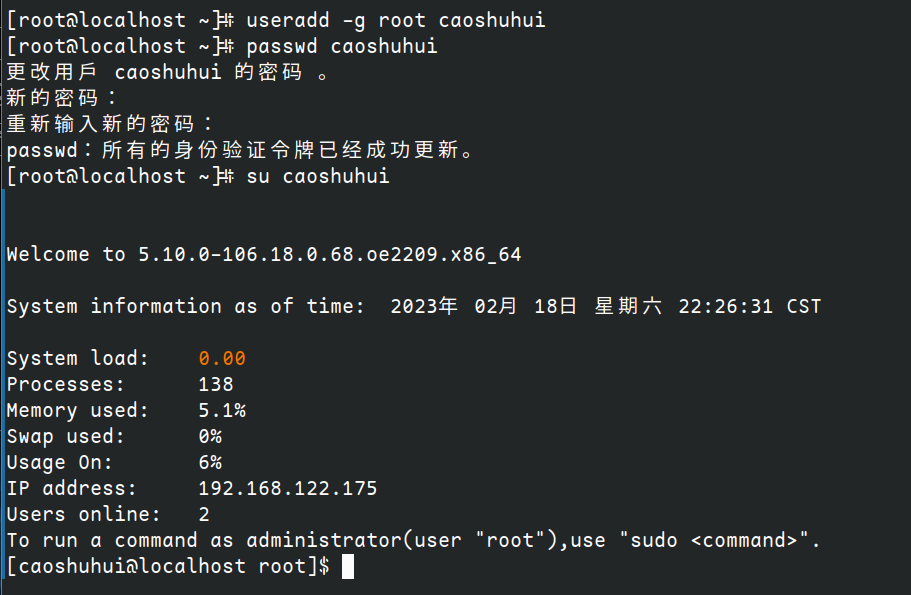 [root@localhost ~]# useradd -g root caoshuhui
[root@localhost ~]# passwd caoshuhui
更改用戶 caoshuhui 的密码 。
新的密码：
重新输入新的密码：
passwd：所有的身份验证令牌已经成功更新。
[root@localhost ~]# su caoshuhui
Welcome to 5.10.0-106.18.0.68.oe2209.x86_64
System information as of time:  2023年 02月 18日 星期六 22:26:31 CST
System load:    0.00
Processes:      138
Memory used:    5.1%
Swap used:      0%
Usage On:       6%
IP address:     192.168.122.175
Users online:   2
To run a command as administrator(user "root"),use "sudo <command>".
[caoshuhui@localhost root]$